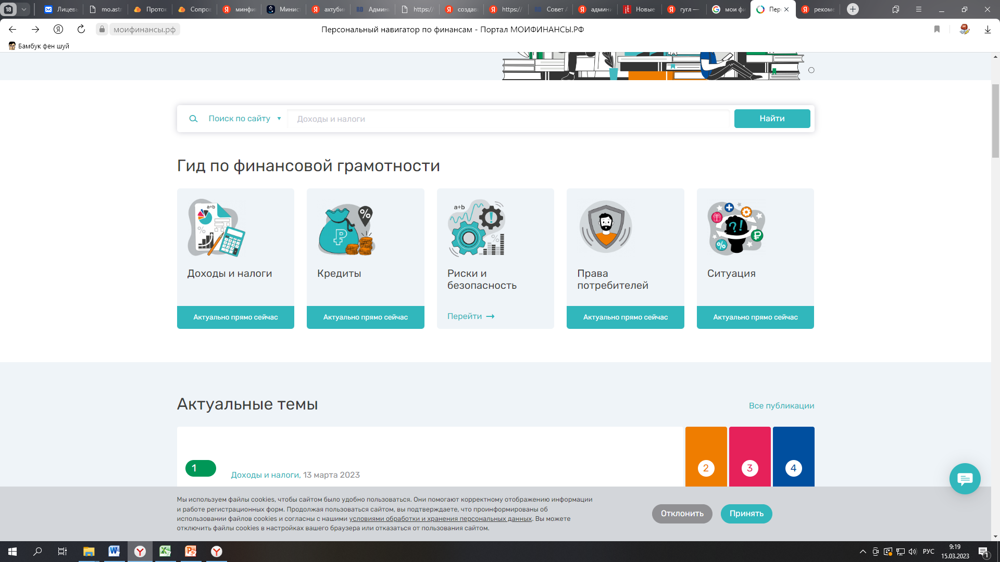 18
Лицевь
mo.ast
Проток
Сопро
минфи
Минис
ахтуби
Админ
https://
создав
https://
Совет А
админи
Новые
гугл —
мои фи
Пер
рекоме
моифинансы.рф
Персональный навигатор по финансам - Портал МОИФИНАНСЫ.РФ
Бамбук фен шуй
Поиск по сайту
Доходы и налоги
Найти
Гид по финансовой грамотности
a+b
%
Доходы и налоги
Актуально прямо сейчас
%
₽
Кредиты
Актуально прямо сейчас
a+b
!
%
Риски и
безопасность
Перейти →
Права
потребителей
Актуально прямо сейчас
?!
₽
%
Ситуация
Актуально прямо сейчас
Актуальные темы
Все публикации
1
Доходы и налоги, 13 марта 2023
2
3
4
Мы используем файлы cookies, чтобы сайтом было удобно пользоваться. Они помогают корректному отображению информации
и работе регистрационных форм. Продолжая пользоваться сайтом, вы подтверждаете, что проинформированы об
использовании файлов cookies и согласны с нашими условиями обработки и хранения персональных данных. Вы можете
отключить файлы cookies в настройках вашего браузера или отказаться от пользования сайтом.
Отклонить
Принять
РУС
9:19
15.03.2023
1